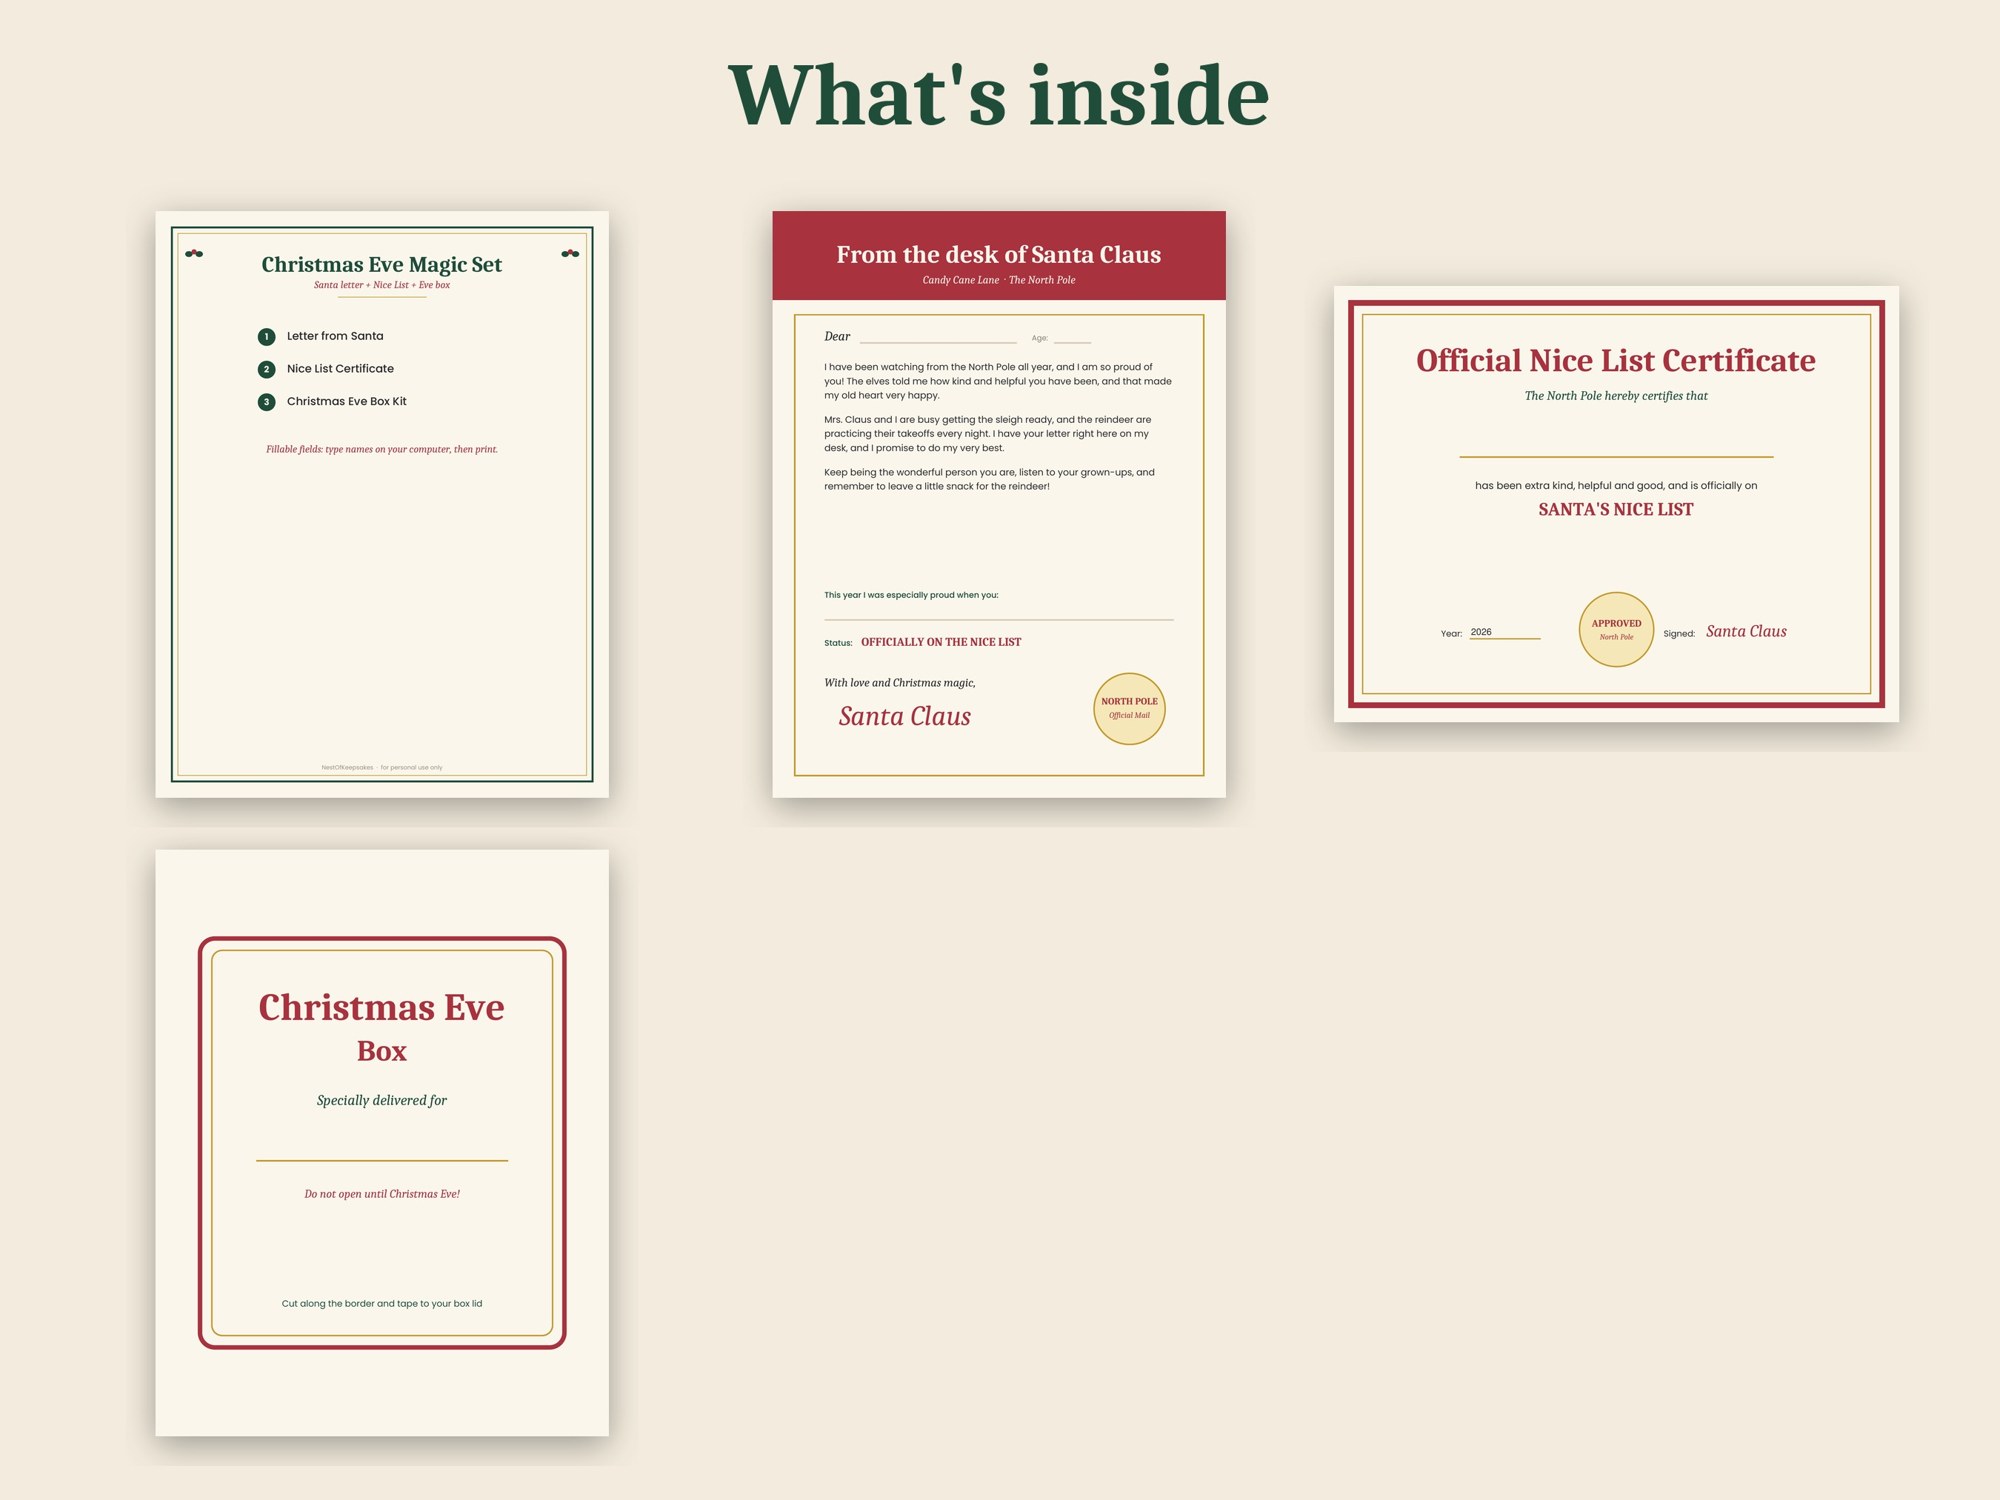 What's inside
Christmas Eve Magic Set
Santa letter + Nice List + Eve box
1 Letter from Santa
2 Nice List Certificate
3 Christmas Eve Box Kit
Fillable fields: type names on your computer, then print.
NestOfKeepsakes · for personal use only
From the desk of Santa Claus
Candy Cane Lane · The North Pole
Dear Age:
I have been watching from the North Pole all year, and I am so proud of
you! The elves told me how kind and helpful you have been, and that made
my old heart very happy.
Mrs. Claus and I are busy getting the sleigh ready, and the reindeer are
practicing their takeoffs every night. I have your letter right here on my
desk, and I promise to do my very best.
Keep being the wonderful person you are, listen to your grown-ups, and
remember to leave a little snack for the reindeer!
This year I was especially proud when you:
Status: OFFICIALLY ON THE NICE LIST
With love and Christmas magic,
Santa Claus
NORTH POLE
Official Mail
Official Nice List Certificate
The North Pole hereby certifies that
has been extra kind, helpful and good, and is officially on
SANTA'S NICE LIST
Year: 2026
APPROVED
North Pole
Signed: Santa Claus
Christmas Eve
Box
Specially delivered for
Do not open until Christmas Eve!
Cut along the border and tape to your box lid